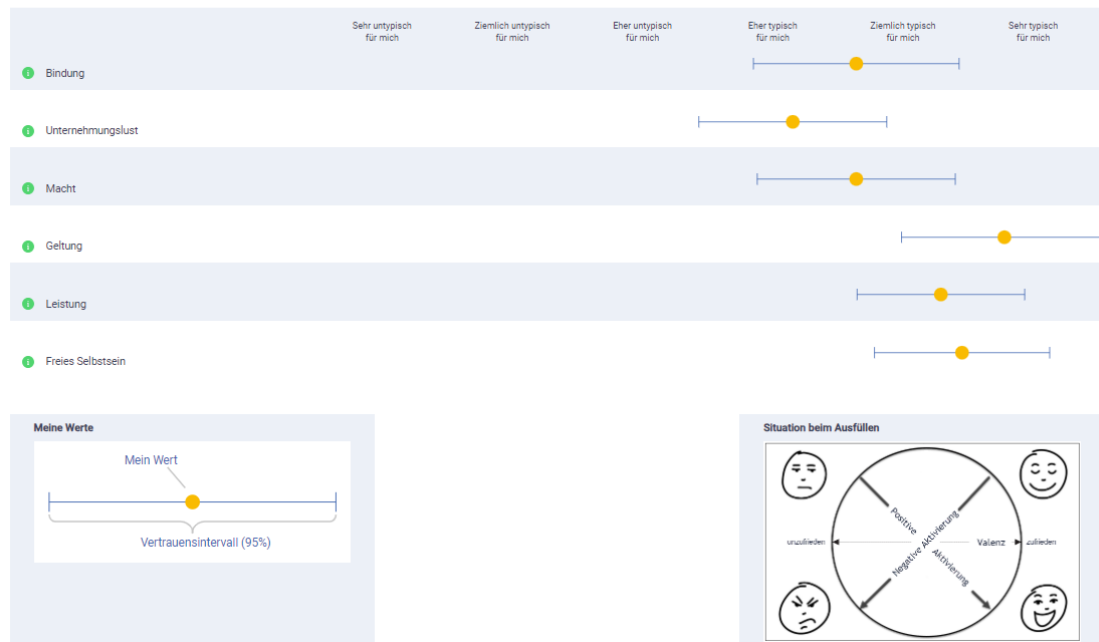 Sehr untypisch
für mich
Ziemlich untypisch
für mich
Eher untypisch
für mich
Eher typisch
für mich
Ziemlich typisch
für mich
Sehr typisch
für mich
Bindung
Unternehmungslust
Macht
Geltung
Leistung
Freies Selbstsein
Meine Werte
Mein Wert
Vertrauensintervall (95%)
Situation beim Ausfüllen
Positive Aktivierung
Negative Aktivierung
unzufrieden
Valenz
zufrieden